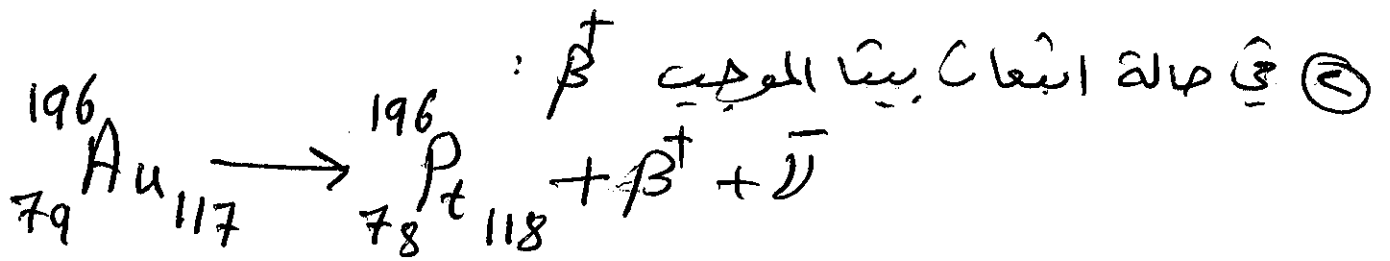 ② في حالة انبعاث بيتا الموجب β⁺ :
¹⁹⁶₇₉Au₁₁₇ → ¹⁹⁶₇₈Pt₁₁₈ + β⁺ + ν̄